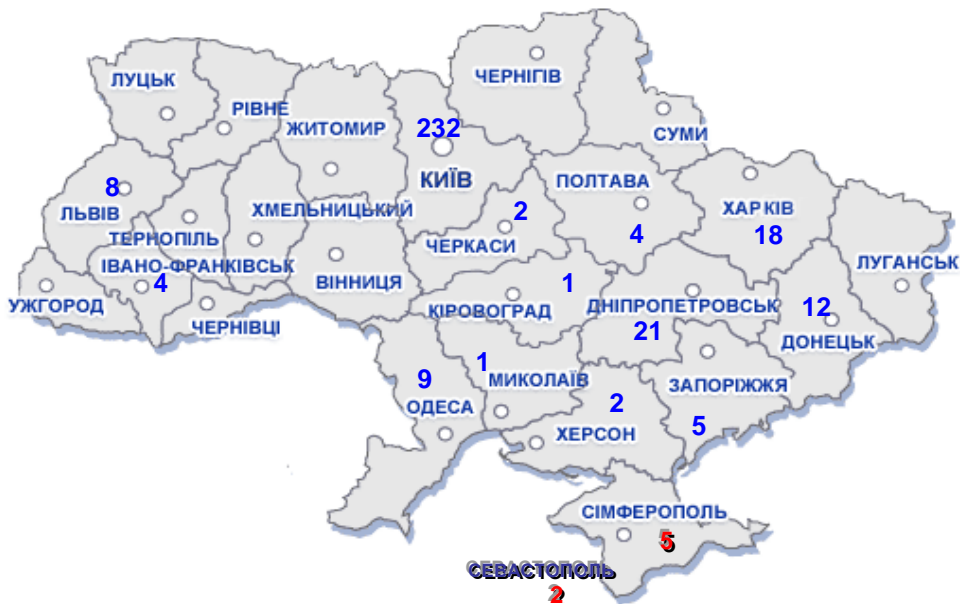 ЧЕРНІГІВ
ЛУЦЬК
РІВНЕ
ЖИТОМИР
232
СУМИ
КИЇВ
ПОЛТАВА
8
ЛЬВІВ
ХМЕЛЬНИЦЬКИЙ
2
ЧЕРКАСИ
4
ХАРКІВ
18
ТЕРНОПІЛЬ
ІВАНО-ФРАНКІВСЬК
4
ЛУГАНСЬК
ВІННИЦЯ
1
КІРОВОГРАД
ДНІПРОПЕТРОВСЬК
21
12
ДОНЕЦЬК
УЖГОРОД
ЧЕРНІВЦІ
9
ОДЕСА
1
МИКОЛАЇВ
ЗАПОРІЖЖЯ
5
2
ХЕРСОН
СІМФЕРОПОЛЬ
5
СЕВАСТОПОЛЬ
2